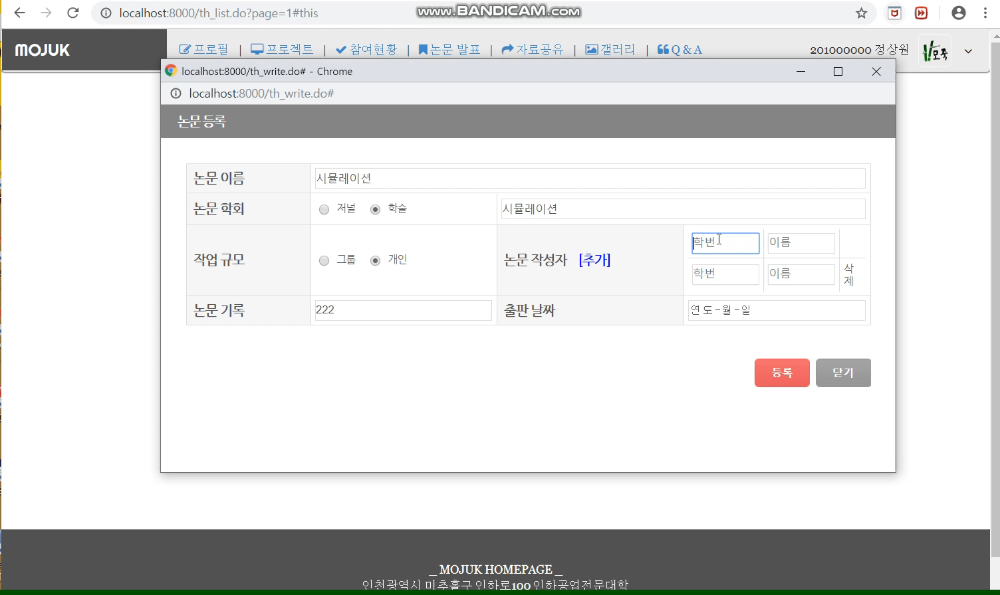 localhost:8000/th_list.do?page=1#this
www.BANDICAM.com
MOJUK
프로필 | 프로젝트 | 참여현황 | 논문 발표 | 자료공유 | 갤러리 | Q & A
201000000 정상원
모죽
localhost:8000/th_write.do# - Chrome
localhost:8000/th_write.do#
논문 등록
논문 이름 시뮬레이션
논문 학회 저널 학술 시뮬레이션
작업 규모 그룹 개인 논문 작성자 [추가]
학번 이름
학번 이름 삭제
논문 기록 222 출판 날짜 연도-월-일
등록 닫기
_ MOJUK HOMEPAGE _
인천광역시 미추홀구 인하로100 인하공업전문대학